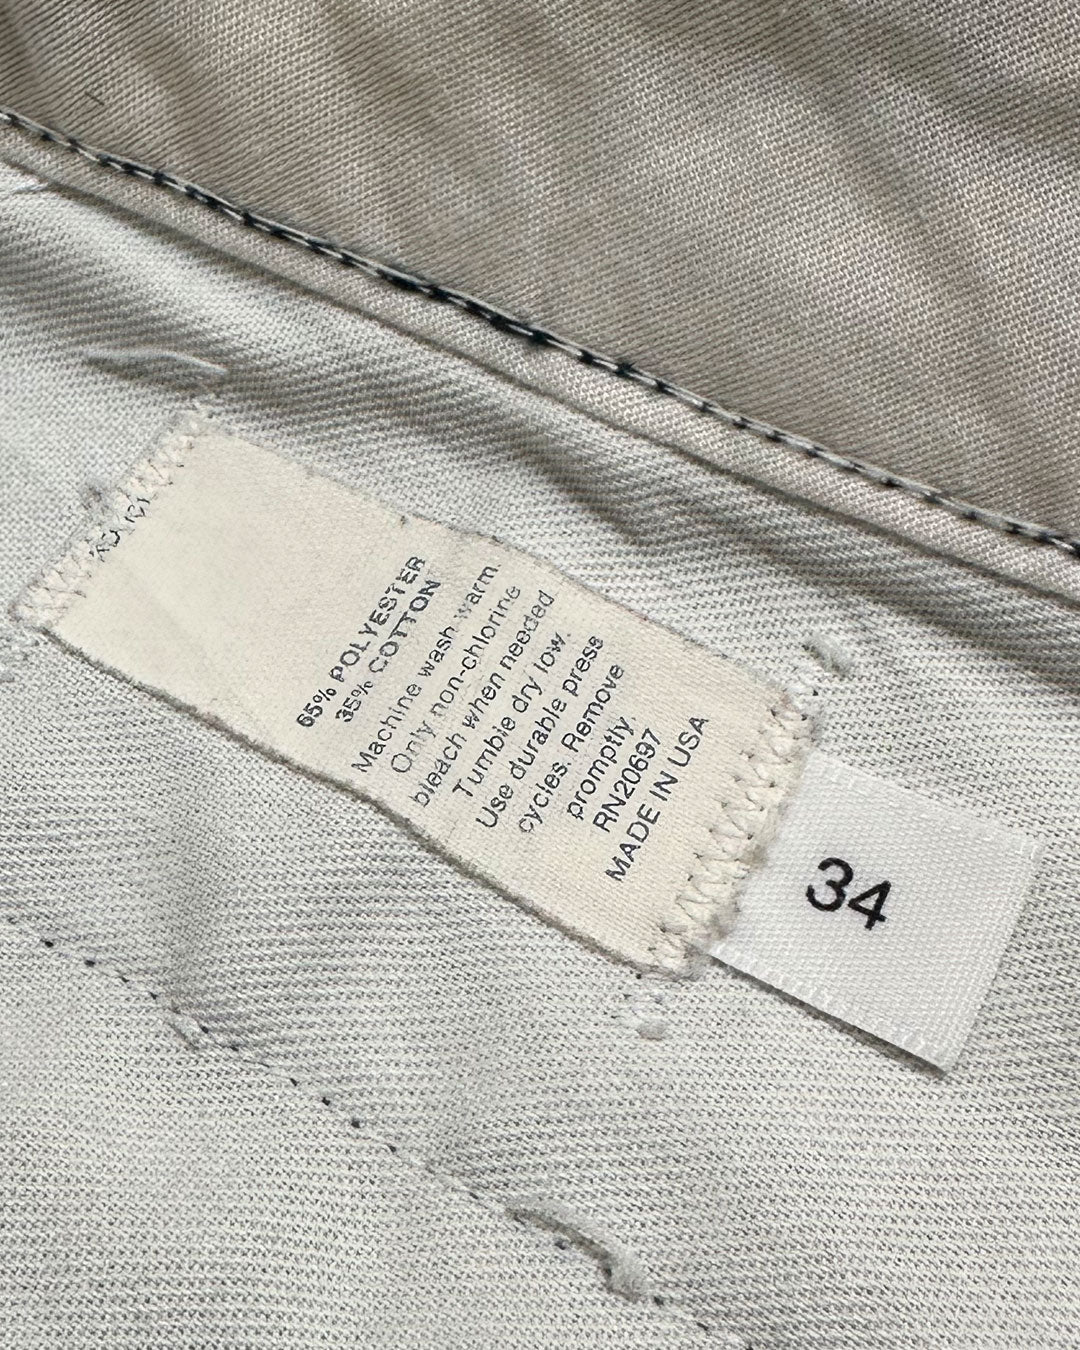 65% POLYESTER
35% COTTON
Machine wash warm.
Only non-chlorine
bleach when needed
Tumble dry low.
Use durable press
cycles. Remove
promptly.
RN20697
MADE IN USA
34